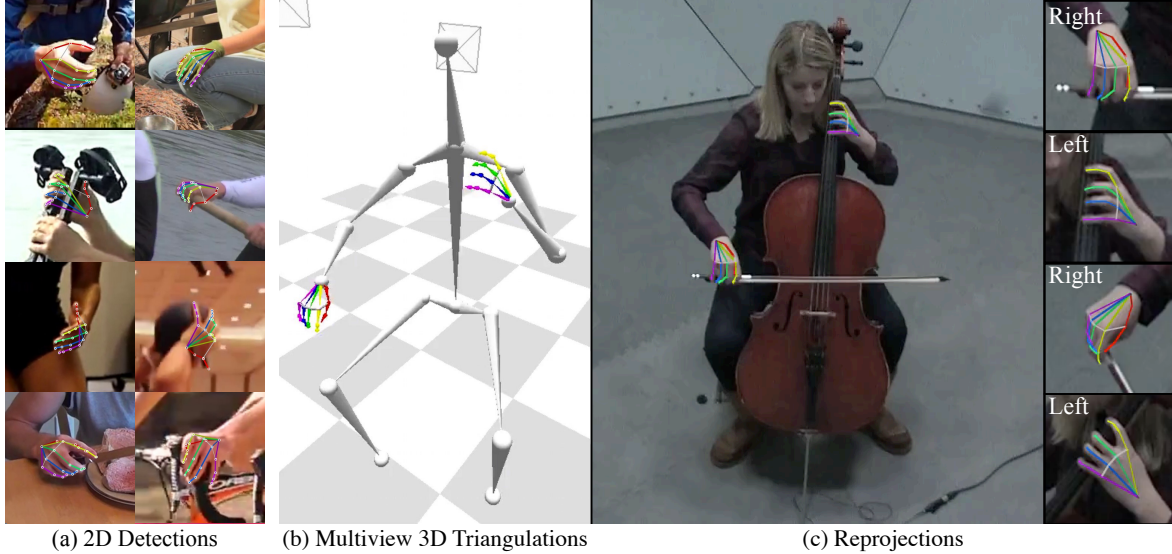 Right
Left
Right
Left
(a) 2D Detections
(b) Multiview 3D Triangulations
(c) Reprojections